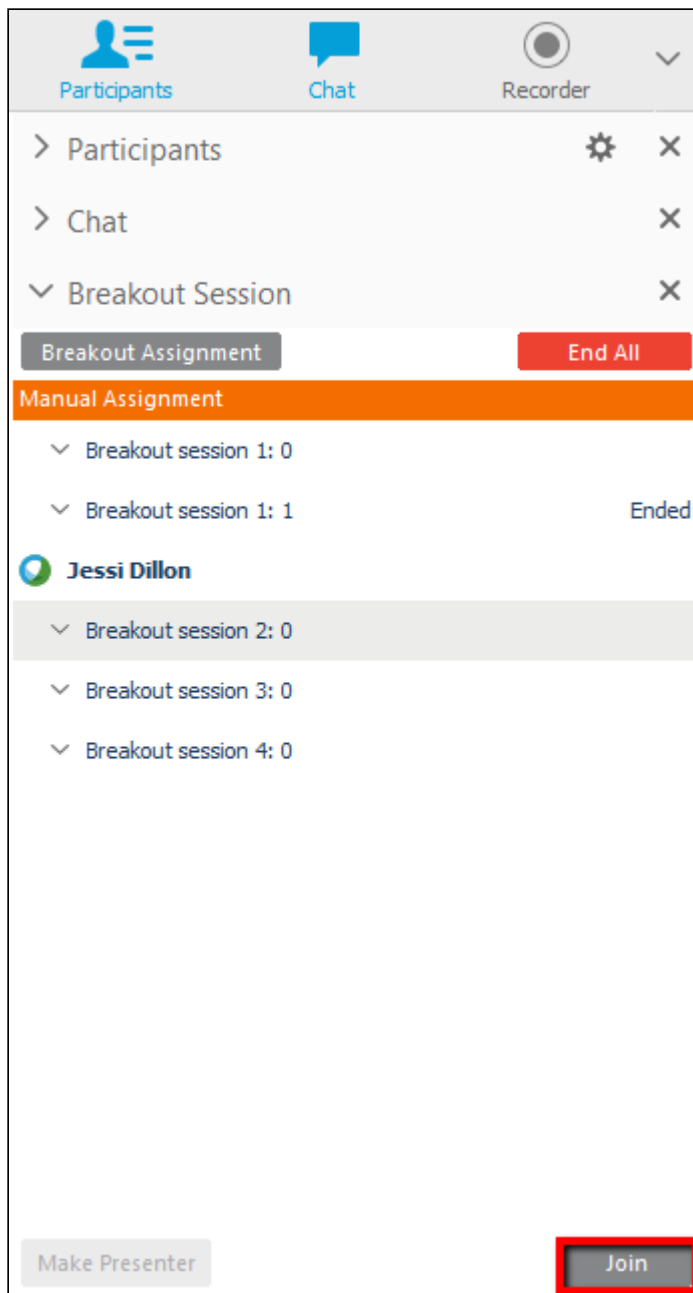 Participants Chat Recorder
Participants
Chat
Breakout Session
Breakout Assignment End All
Manual Assignment
Breakout session 1: 0
Breakout session 1: 1 Ended
Jessi Dillon
Breakout session 2: 0
Breakout session 3: 0
Breakout session 4: 0
Make Presenter Join